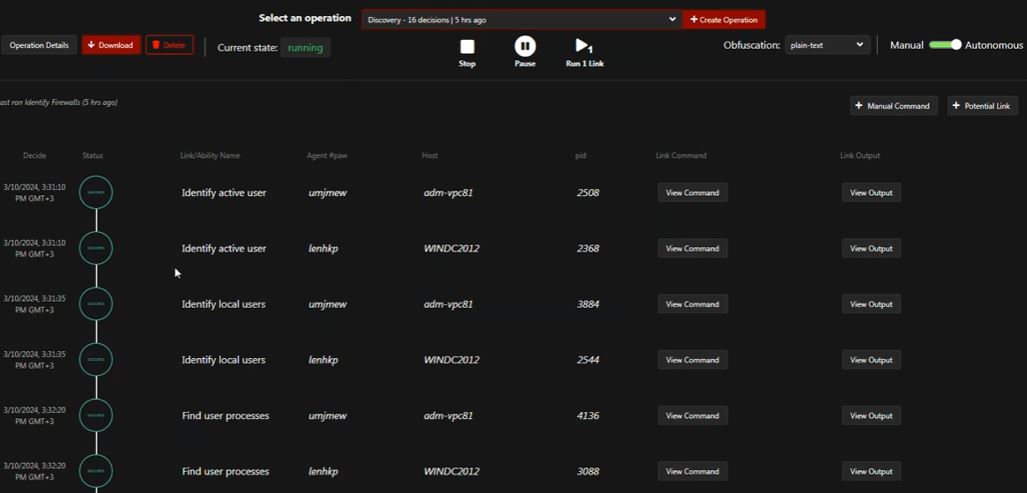 Select an operation
Discovery - 16 decisions | 5 hrs ago
+ Create Operation
Operation Details
Download
Delete
Current state: running
Stop
Pause
1
Run 1 Link
Obfuscation: plain-text
Manual
Autonomous
ast ran Identify Firewalls (5 hrs ago)
+ Manual Command
+ Potential Link
Decide Status Link/Ability Name Agent #paw Host pid Link Command Link Output
3/10/2024, 3:31:10
PM GMT+3
success
Identify active user umjmew adm-vpc81 2508 View Command View Output
3/10/2024, 3:31:10
PM GMT+3
success
Identify active user lenhkp WINDC2012 2368 View Command View Output
3/10/2024, 3:31:35
PM GMT+3
success
Identify local users umjmew adm-vpc81 3884 View Command View Output
3/10/2024, 3:31:35
PM GMT+3
success
Identify local users lenhkp WINDC2012 2544 View Command View Output
3/10/2024, 3:32:20
PM GMT+3
success
Find user processes umjmew adm-vpc81 4136 View Command View Output
3/10/2024, 3:32:20
PM GMT+3
success
Find user processes lenhkp WINDC2012 3088 View Command View Output